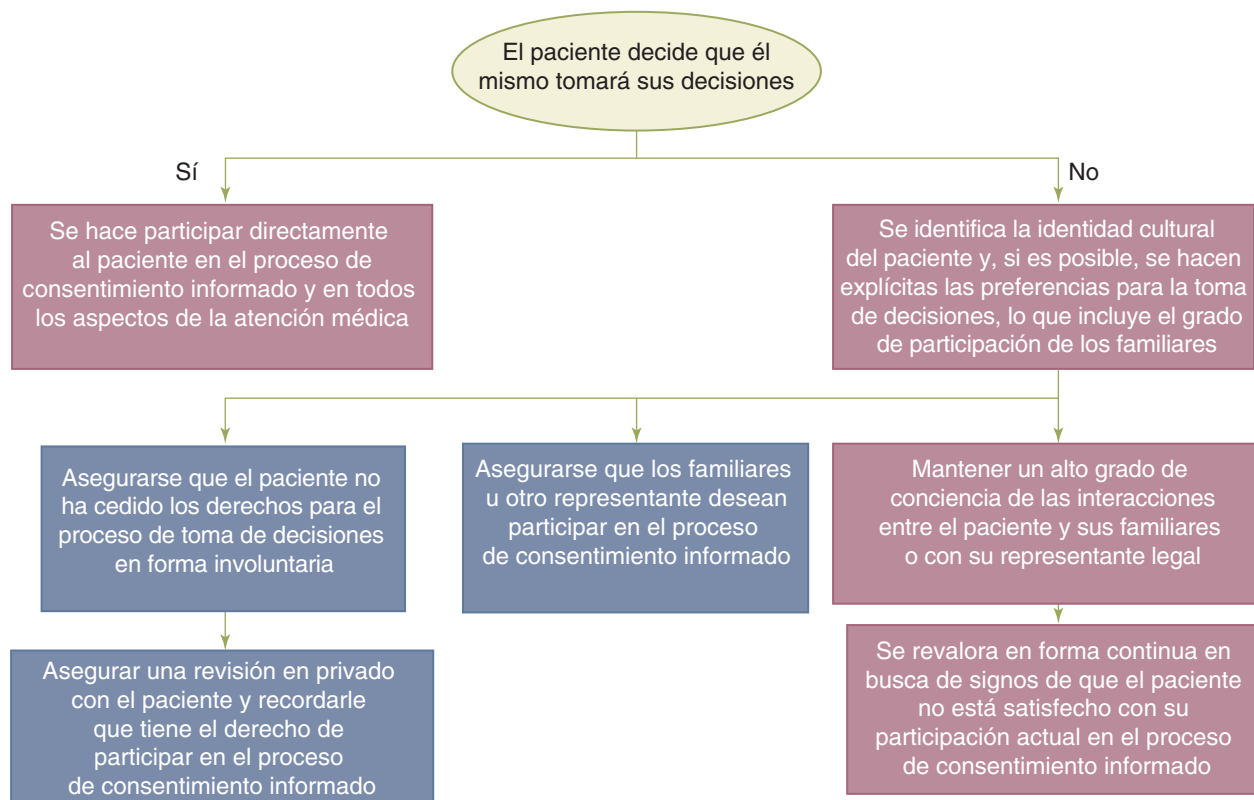 El paciente decide que él
mismo tomará sus decisiones
Sí
No
Se hace participar directamente
al paciente en el proceso de
consentimiento informado y en todos
los aspectos de la atención médica
Se identifica la identidad cultural
del paciente y, si es posible, se hacen
explícitas las preferencias para la toma
de decisiones, lo que incluye el grado
de participación de los familiares
Asegurarse que el paciente no
ha cedido los derechos para el
proceso de toma de decisiones
en forma involuntaria
Asegurarse que los familiares
u otro representante desean
participar en el proceso
de consentimiento informado
Mantener un alto grado de
conciencia de las interacciones
entre el paciente y sus familiares
o con su representante legal
Asegurar una revisión en privado
con el paciente y recordarle
que tiene el derecho de
participar en el proceso
de consentimiento informado
Se revalora en forma continua en
busca de signos de que el paciente
no está satisfecho con su
participación actual en el proceso
de consentimiento informado